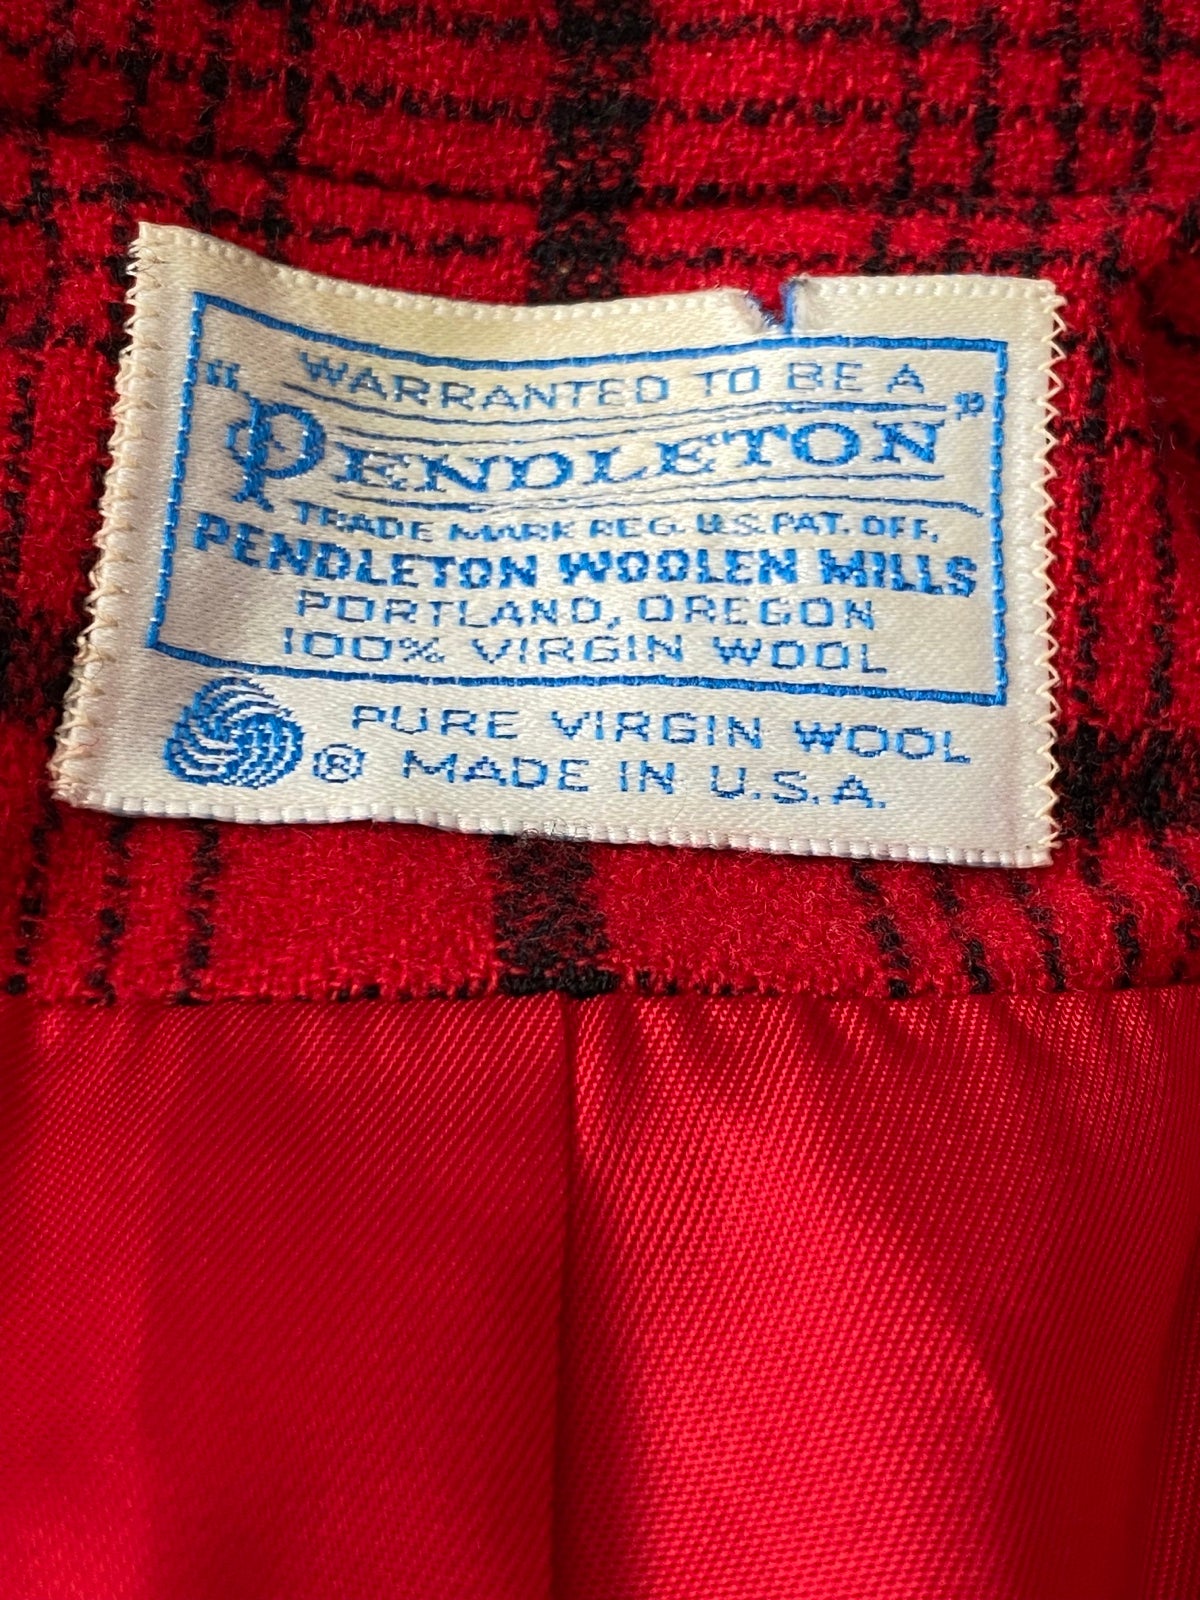 WARRANTED TO BE A
"PENDLETON"
TRADE MARK REG. U.S. PAT. OFF.
PENDLETON WOOLEN MILLS
PORTLAND, OREGON
100% VIRGIN WOOL
PURE VIRGIN WOOL
® MADE IN U.S.A.